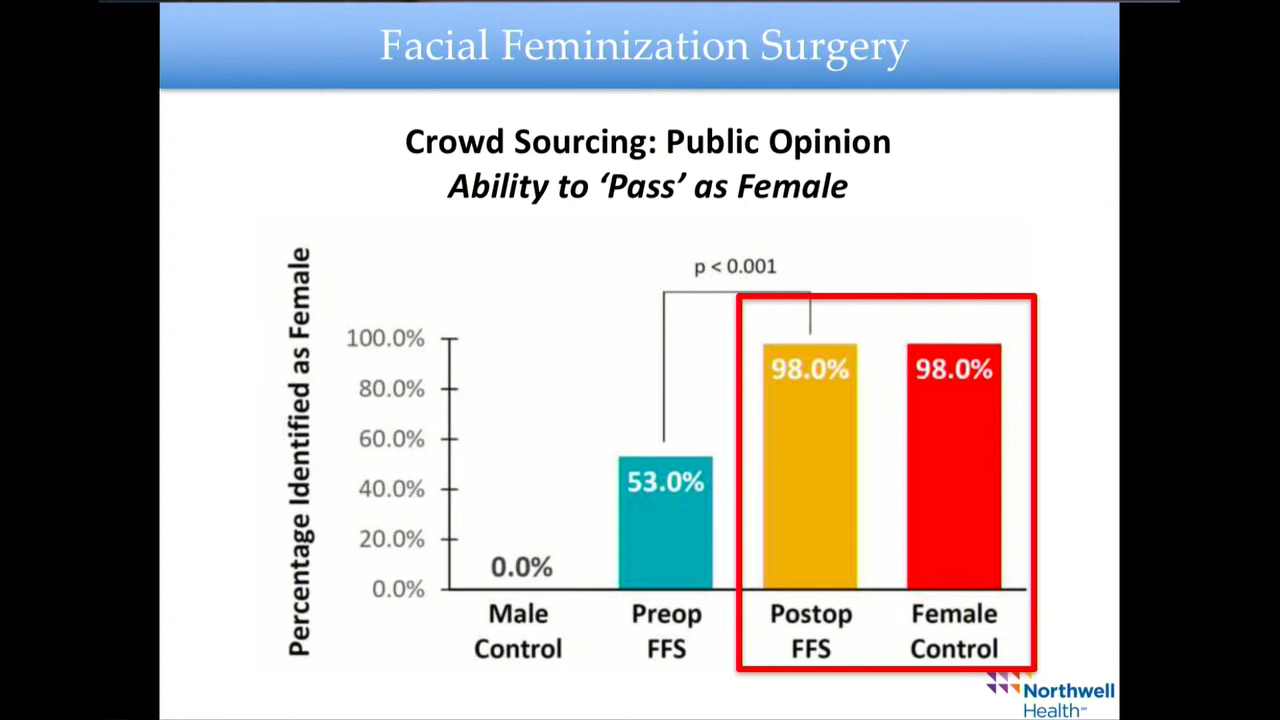 Facial Feminization Surgery
Crowd Sourcing: Public Opinion
Ability to ‘Pass’ as Female
Percentage Identified as Female
p < 0.001
100.0%
80.0%
60.0%
40.0%
20.0%
0.0%
0.0%
53.0%
98.0%
98.0%
Male
Control
Preop
FFS
Postop
FFS
Female
Control
Northwell
Health℠